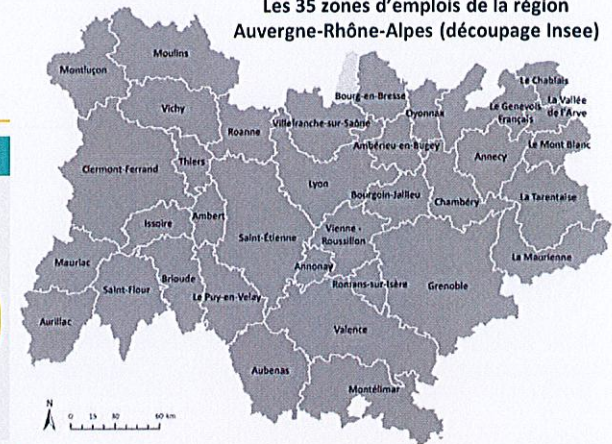 Les 35 zones d'emplois de la région
Auvergne-Rhône-Alpes (découpage Insee)
Montluçon
Moulins
Vichy
Roanne
Villefranche-sur-Saône
Bourg-en-Bresse
Oyonnax
Le Chablais
Le Genevois
Français
La Vallée
de l'Arve
Clermont-Ferrand
Thiers
Ambérieu-en-Bugey
Annecy
Le Mont Blanc
Lyon
Bourgoin-Jallieu
Chambéry
La Tarentaise
Issoire
Ambert
Saint-Étienne
Vienne -
Roussillon
La Maurienne
Mauriac
Saint-Flour
Brioude
Le Puy-en-Velay
Annonay
Romans-sur-Isère
Grenoble
Aurillac
Valence
Aubenas
Montélimar
N
0 15 30 60 km